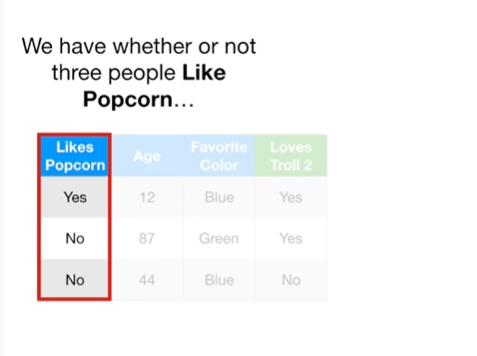 We have whether or not
three people Like
Popcorn...
Likes Popcorn Age Favorite Color Loves Troll 2
Yes 12 Blue Yes
No 87 Green Yes
No 44 Blue No